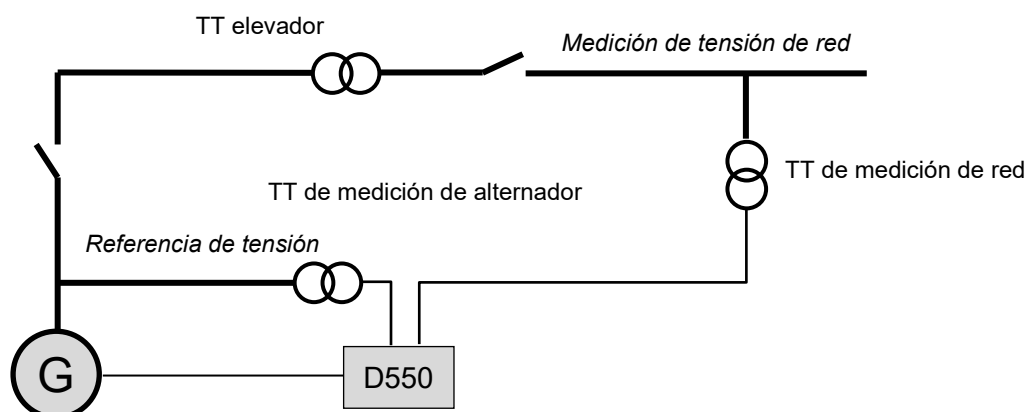 TT elevador
Medición de tensión de red
TT de medición de red
TT de medición de alternador
Referencia de tensión
G
D550